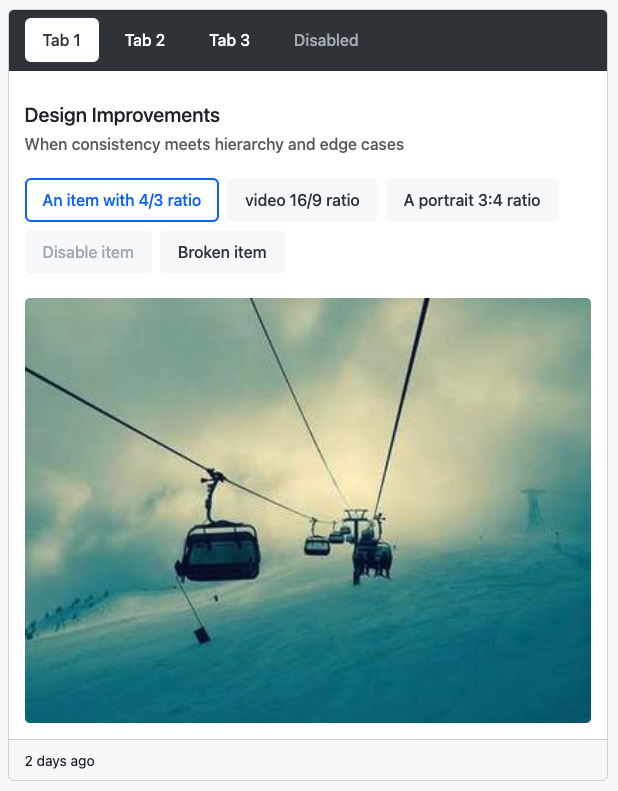 Tab 1 Tab 2 Tab 3 Disabled
Design Improvements
When consistency meets hierarchy and edge cases
An item with 4/3 ratio video 16/9 ratio A portrait 3:4 ratio
Disable item Broken item
2 days ago